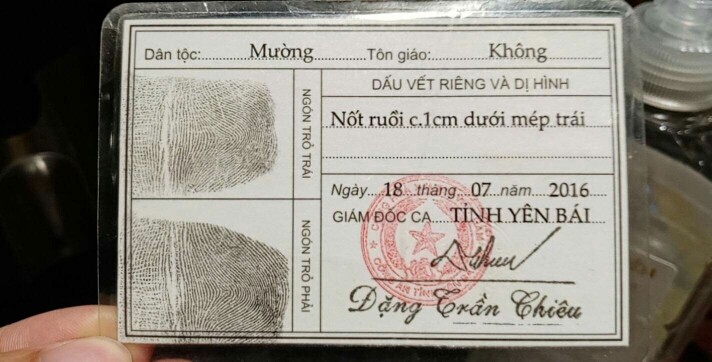 Dân tộc: Mường Tôn giáo: Không
NGÓN TRỎ TRÁI
NGÓN TRỎ PHẢI
DẤU VẾT RIÊNG VÀ DỊ HÌNH
Nốt ruồi c.1cm dưới mép trái
Ngày 18 tháng 07 năm 2016
GIÁM ĐỐC CA TỈNH YÊN BÁI
Đặng Trần Chiêu